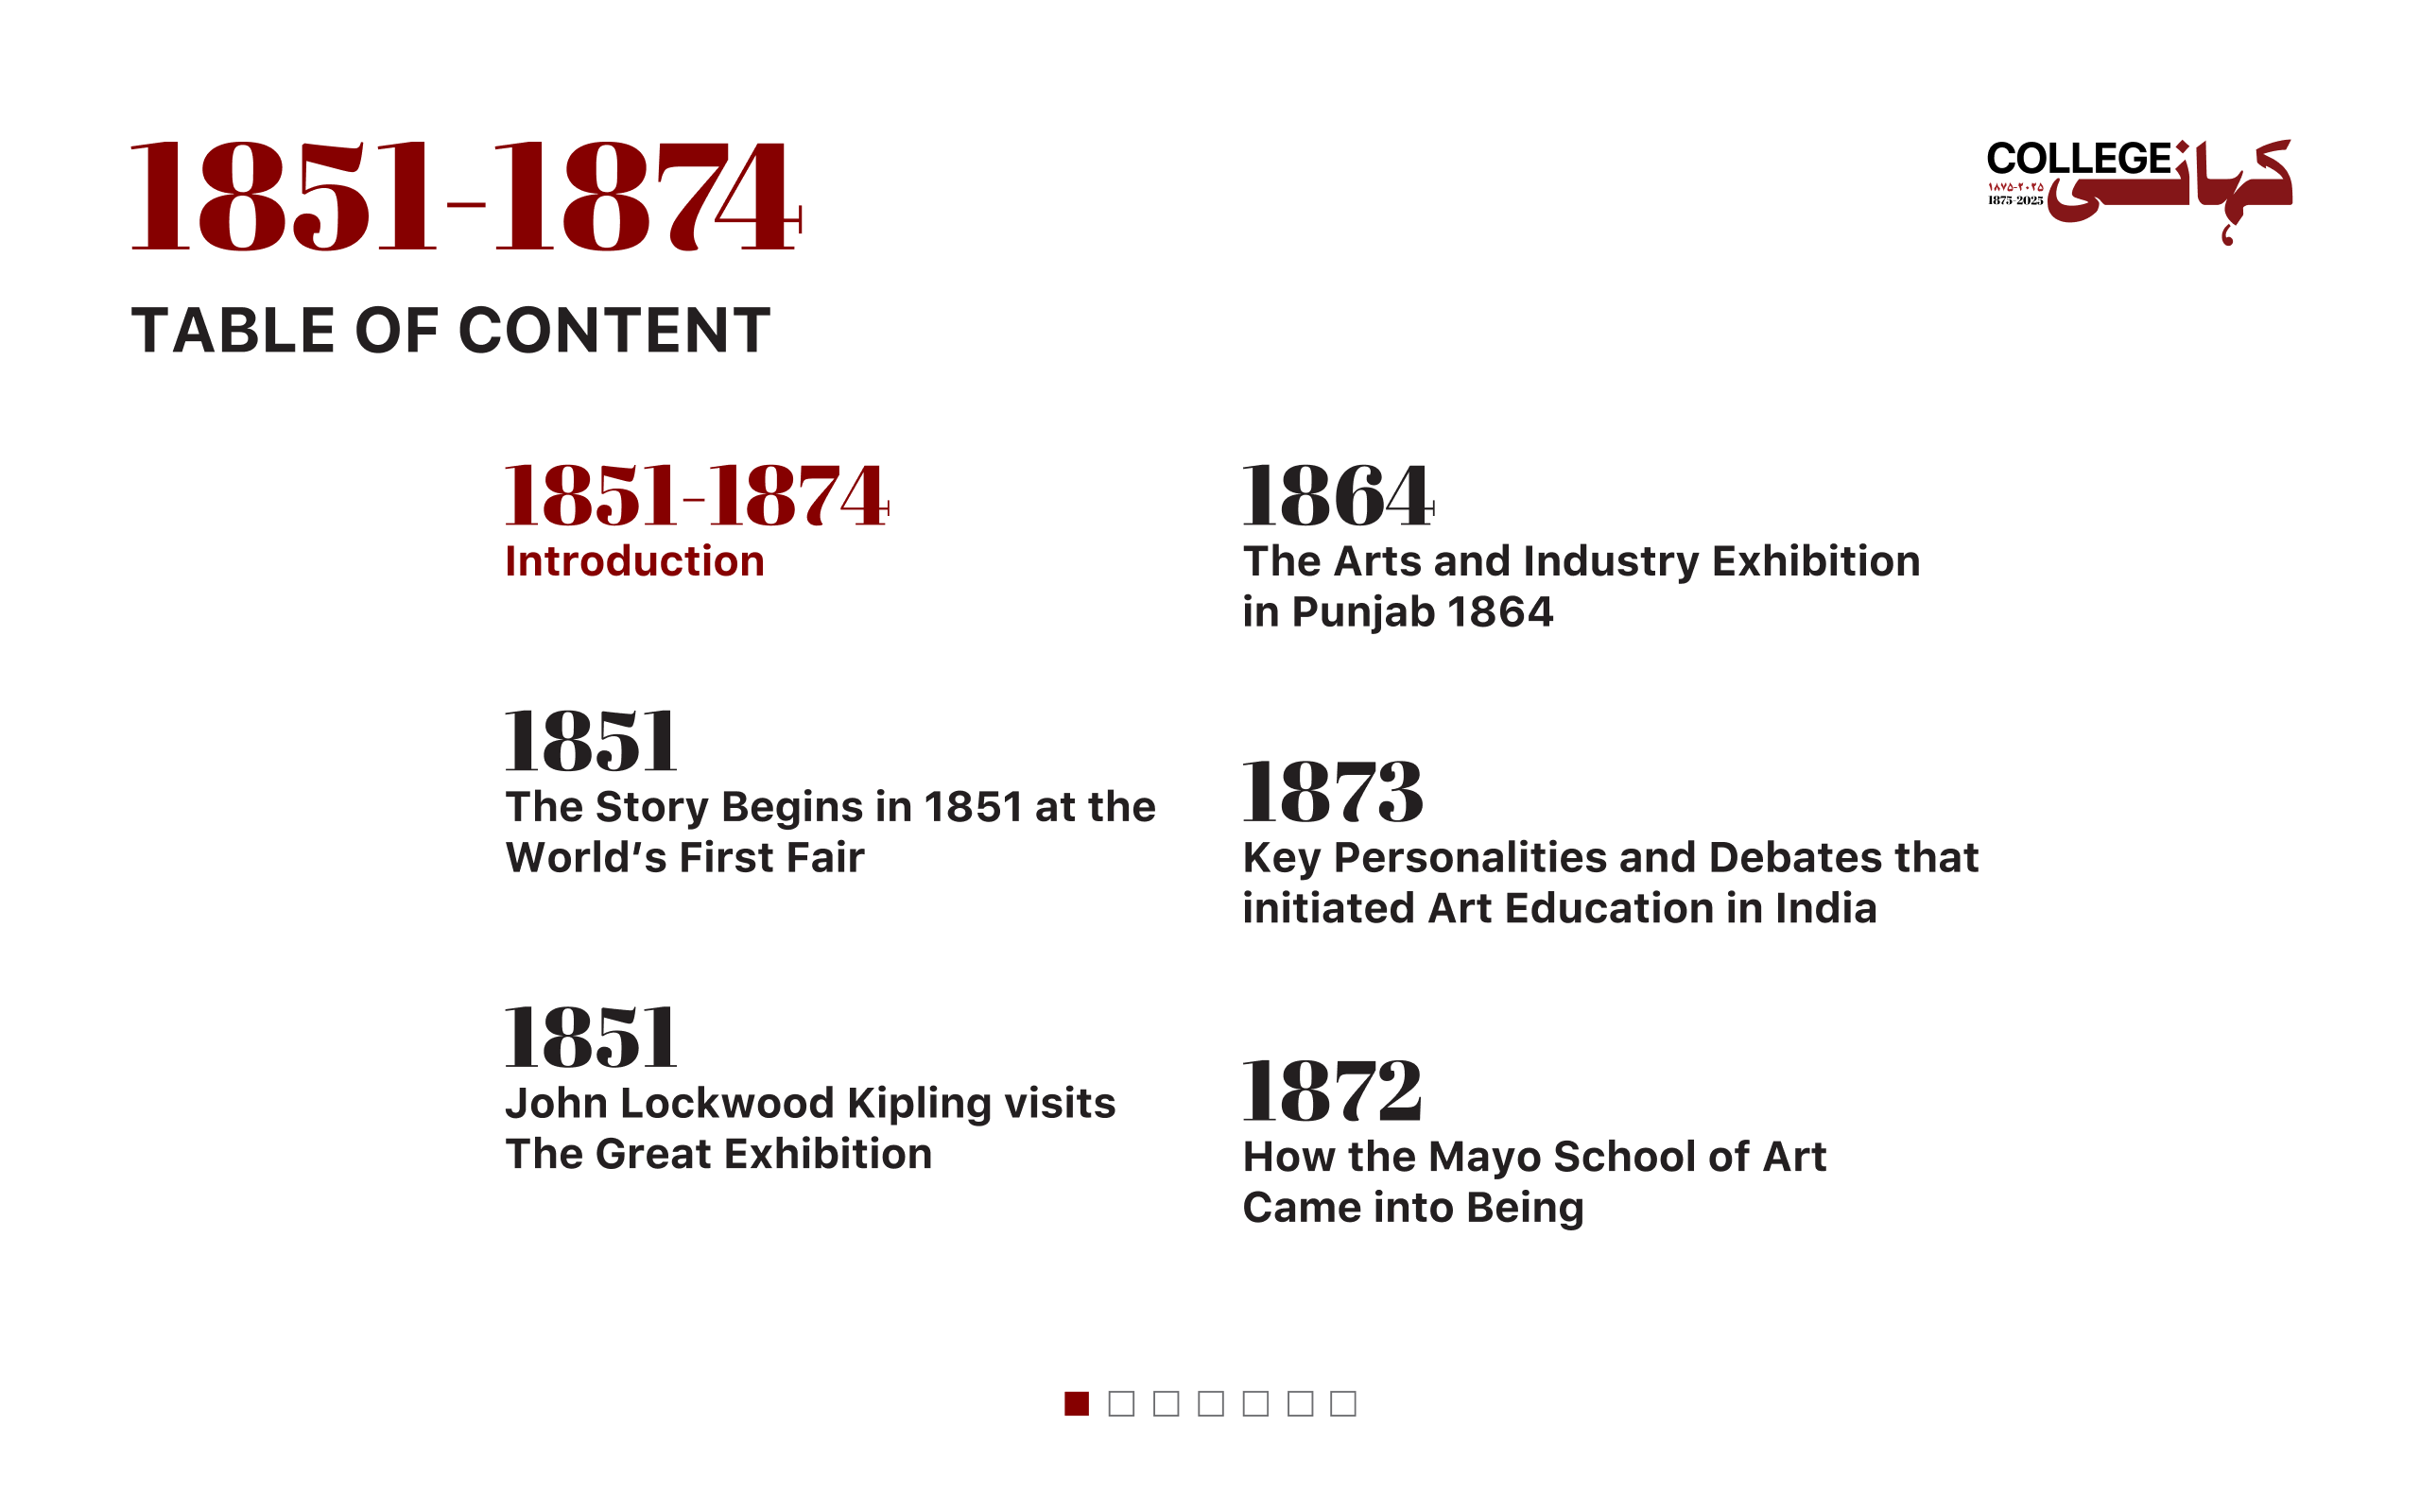 1851-1874
COLLEGE کہانی
۱۸۷۵-۲۰۲۵
1875-2025
TABLE OF CONTENT
1851-1874
Introduction
1851
The Story Begins in 1851 at the
World’s First Fair
1851
John Lockwood Kipling visits
The Great Exhibition
1864
The Arts and Industry Exhibition
in Punjab 1864
1873
Key Personalities and Debates that
initiated Art Education in India
1872
How the Mayo School of Art
Came into Being